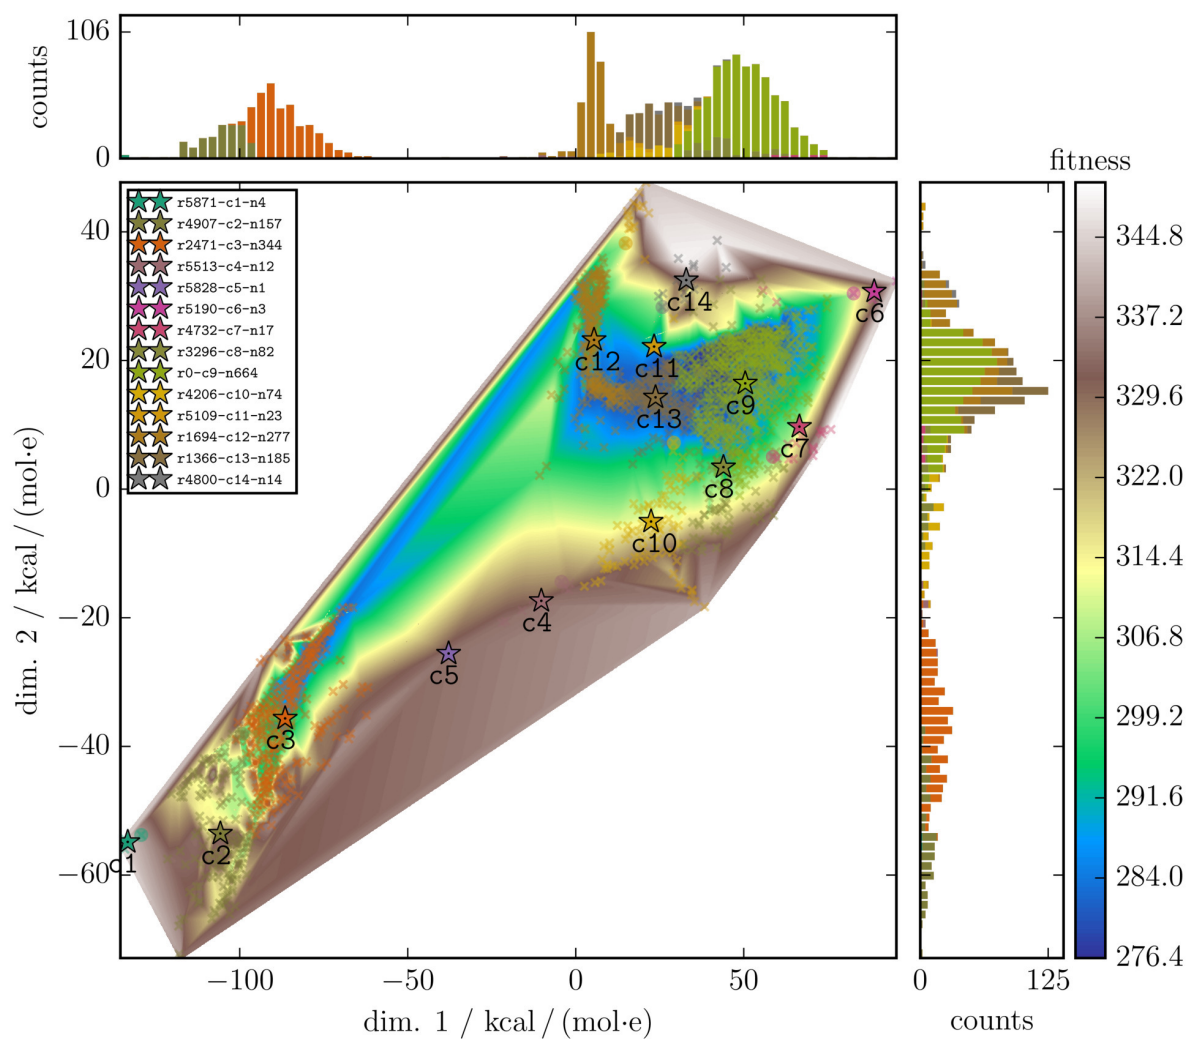 106
counts
0
fitness
r5871-c1-n4
r4907-c2-n157
r2471-c3-n344
r5513-c4-n12
r5828-c5-n1
r5190-c6-n3
r4732-c7-n17
r3296-c8-n82
r0-c9-n664
r4206-c10-n74
r5109-c11-n23
r1694-c12-n277
r1366-c13-n185
r4800-c14-n14
40
20
0
−20
−40
−60
dim. 2 / kcal / (mol·e)
c14
c6
c12
c11
c9
c13
c7
c8
c10
c4
c5
c3
c2
c1
344.8
337.2
329.6
322.0
314.4
306.8
299.2
291.6
284.0
276.4
−100
−50
0
50
dim. 1 / kcal / (mol·e)
0
125
counts